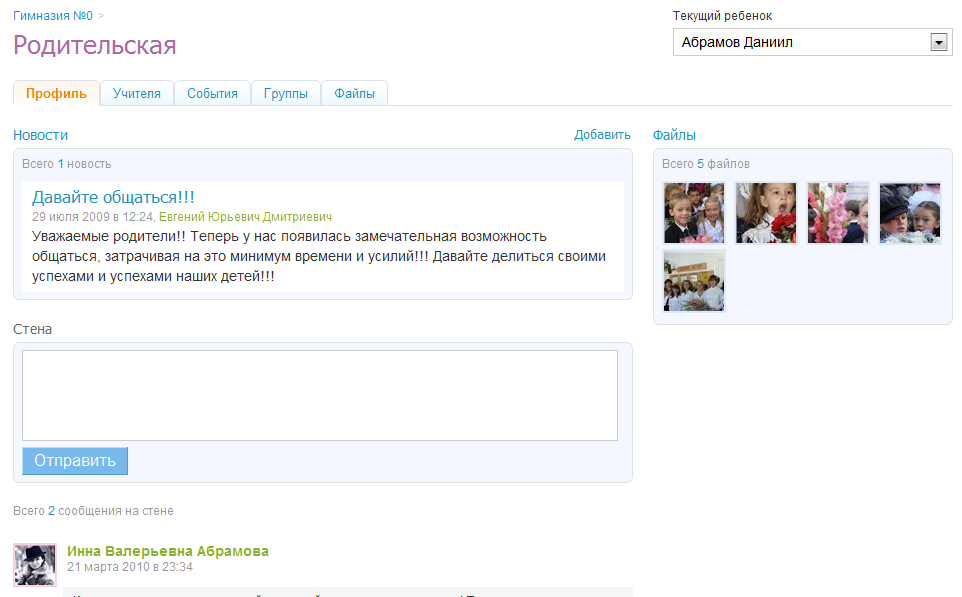 Гимназия №0 >
Родительская
Текущий ребенок
Абрамов Даниил
Профиль Учителя События Группы Файлы
Новости Добавить
Всего 1 новость
Давайте общаться!!!
29 июля 2009 в 12:24, Евгений Юрьевич Дмитриевич
Уважаемые родители!! Теперь у нас появилась замечательная возможность
общаться, затрачивая на это минимум времени и усилий!!! Давайте делиться своими
успехами и успехами наших детей!!!
Файлы
Всего 5 файлов
Стена
Отправить
Всего 2 сообщения на стене
Инна Валерьевна Абрамова
21 марта 2010 в 23:34